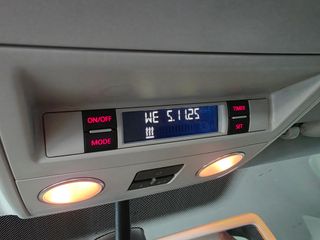 ON/OFF
MODE
WE 5.11.25
TIMER
SET